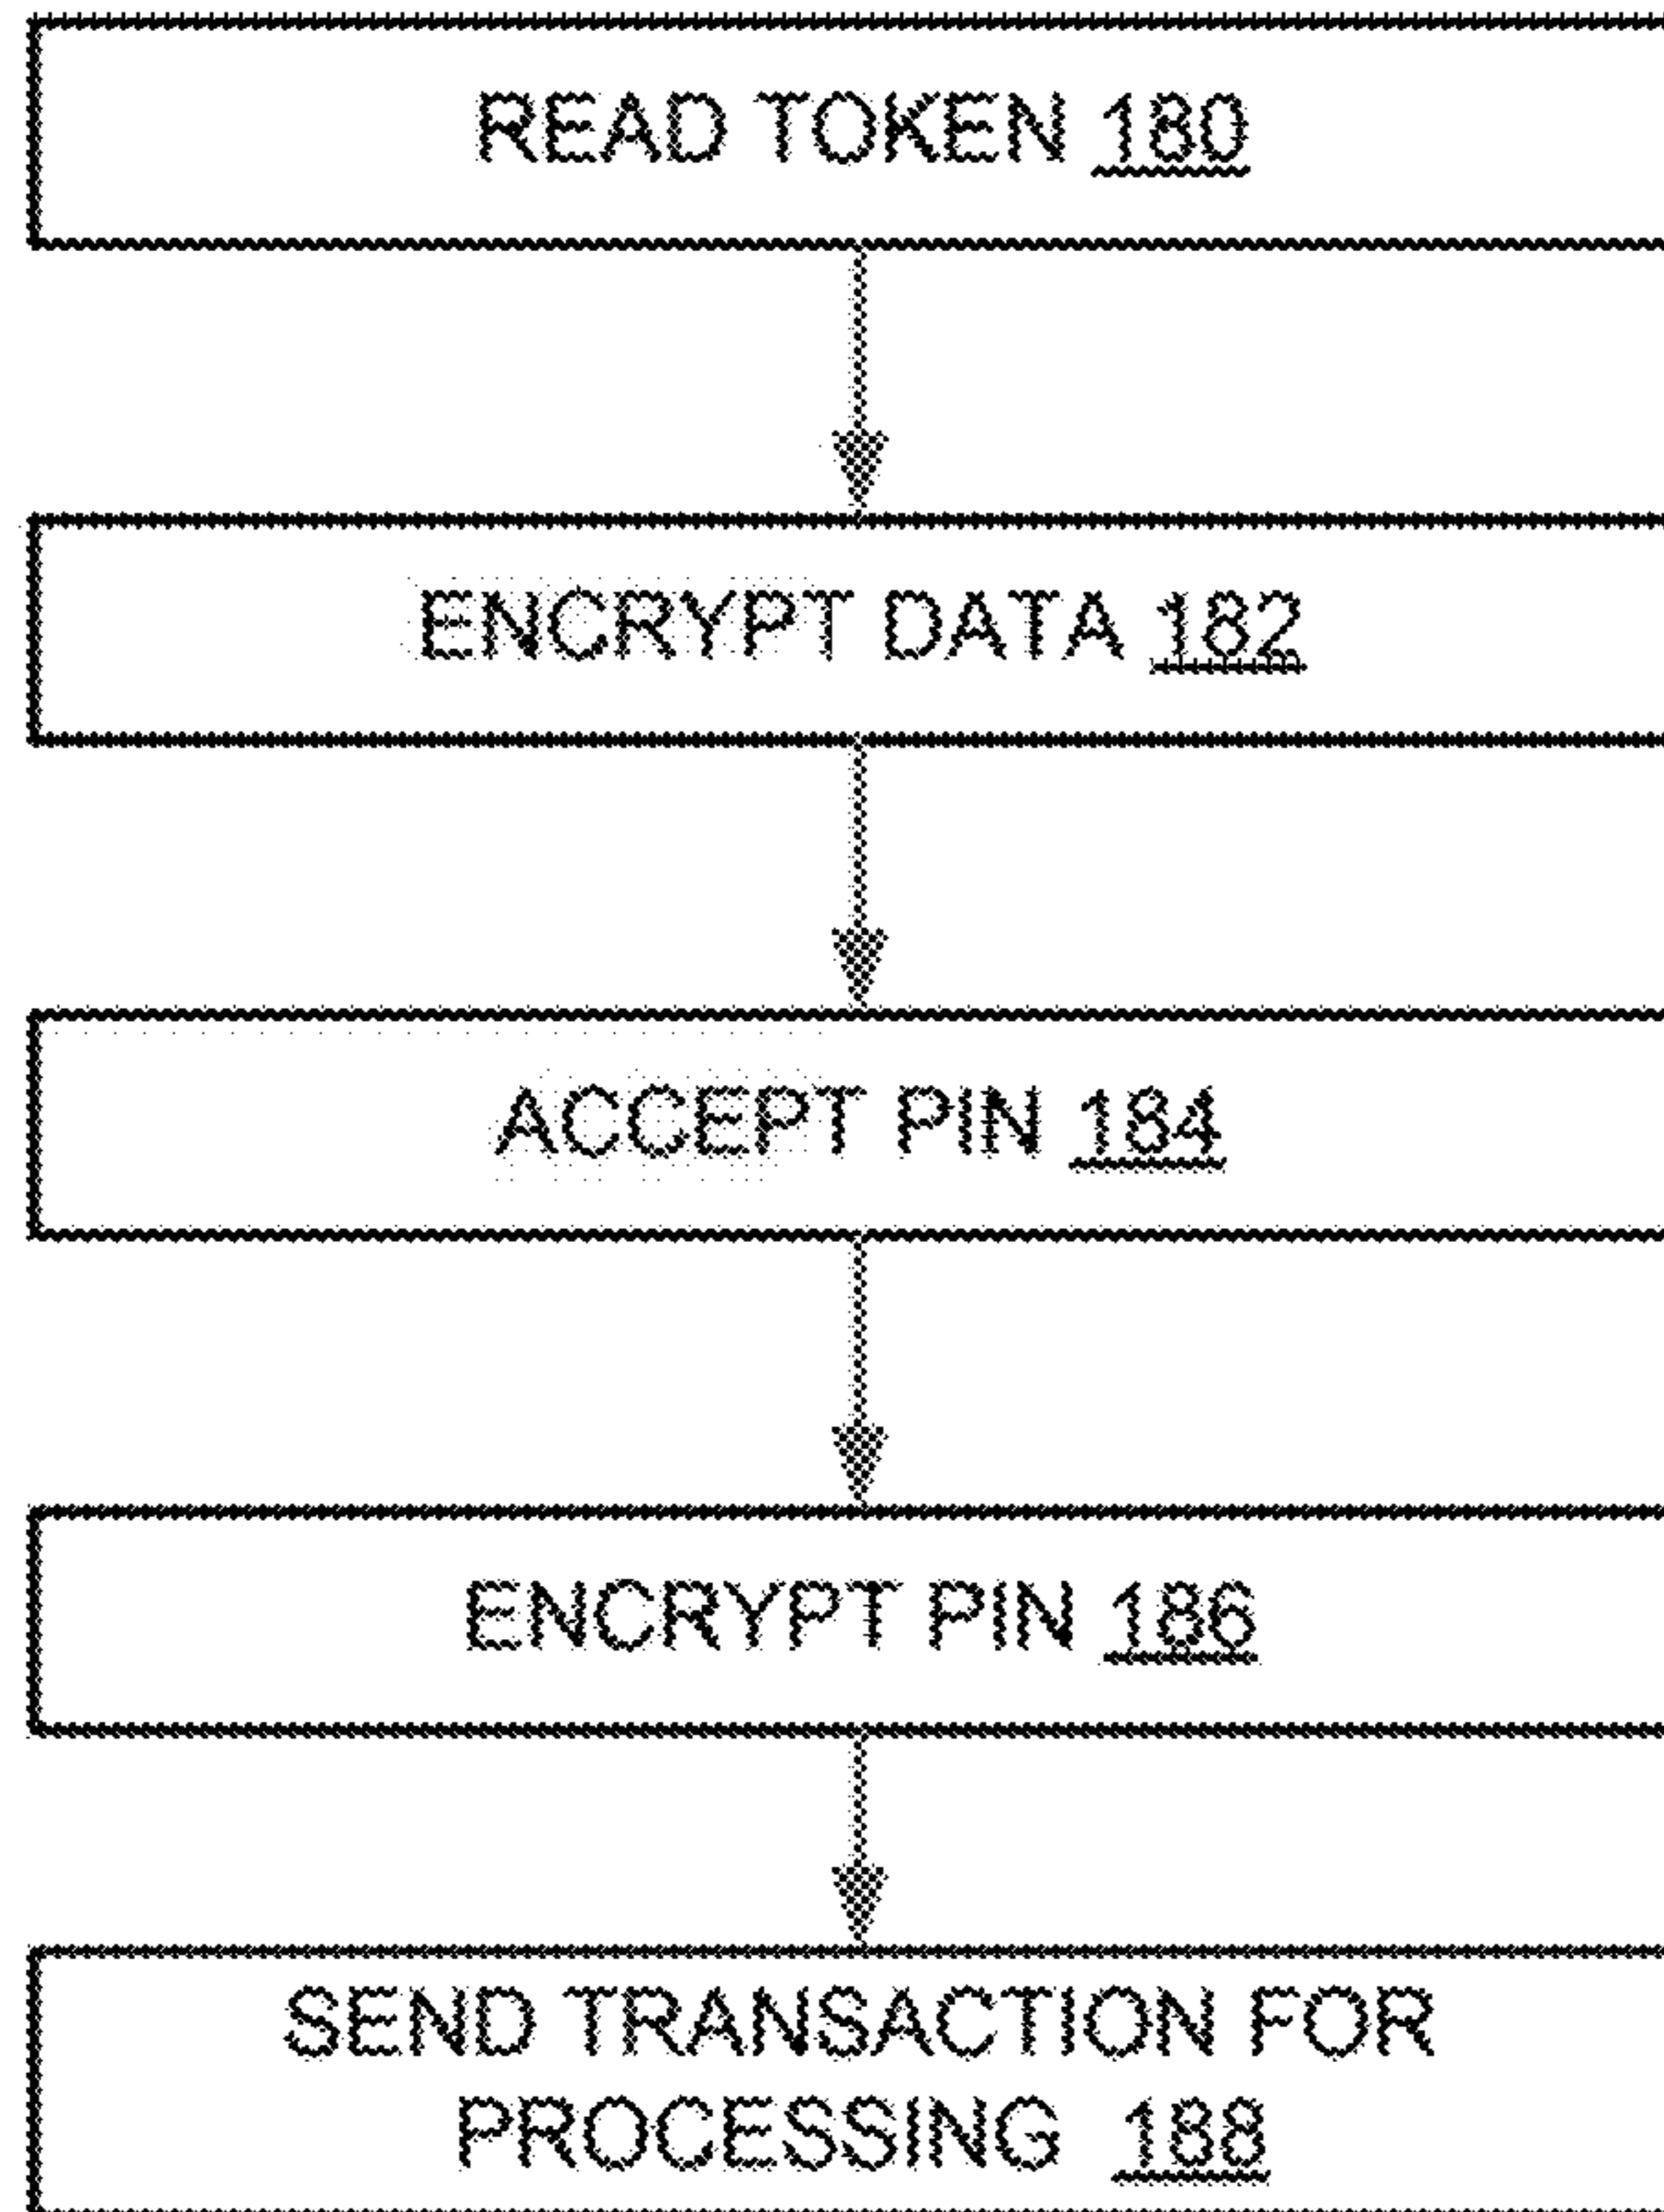 READ TOKEN 180
ENCRYPT DATA 182
ACCEPT PIN 184
ENCRYPT PIN 186
SEND TRANSACTION FOR
PROCESSING 188